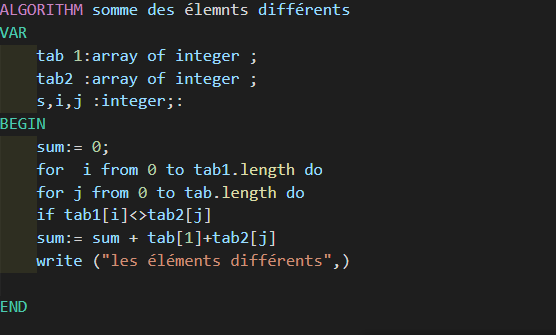 ALGORITHM somme des élemnts différents
VAR
tab 1:array of integer ;
tab2 :array of integer ;
s,i,j :integer;:
BEGIN
sum:= 0;
for  i from 0 to tab1.length do
for j from 0 to tab.length do
if tab1[i]<>tab2[j]
sum:= sum + tab[1]+tab2[j]
write ("les éléments différents",)
END